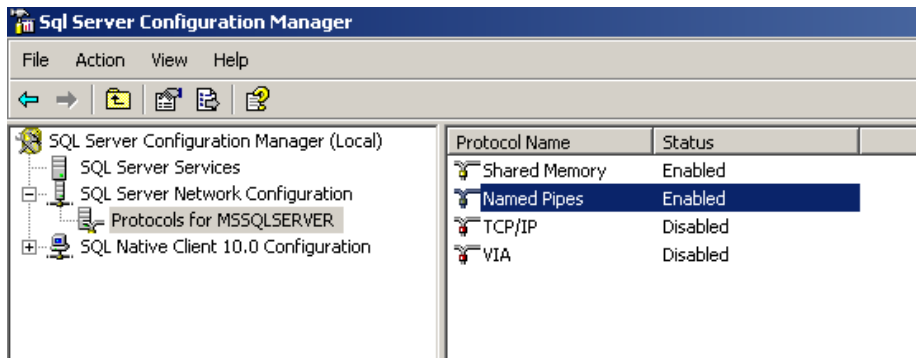 Sql Server Configuration Manager
File Action View Help
SQL Server Configuration Manager (Local)
SQL Server Services
SQL Server Network Configuration
Protocols for MSSQLSERVER
SQL Native Client 10.0 Configuration
Protocol Name Status
Shared Memory Enabled
Named Pipes Enabled
TCP/IP Disabled
VIA Disabled